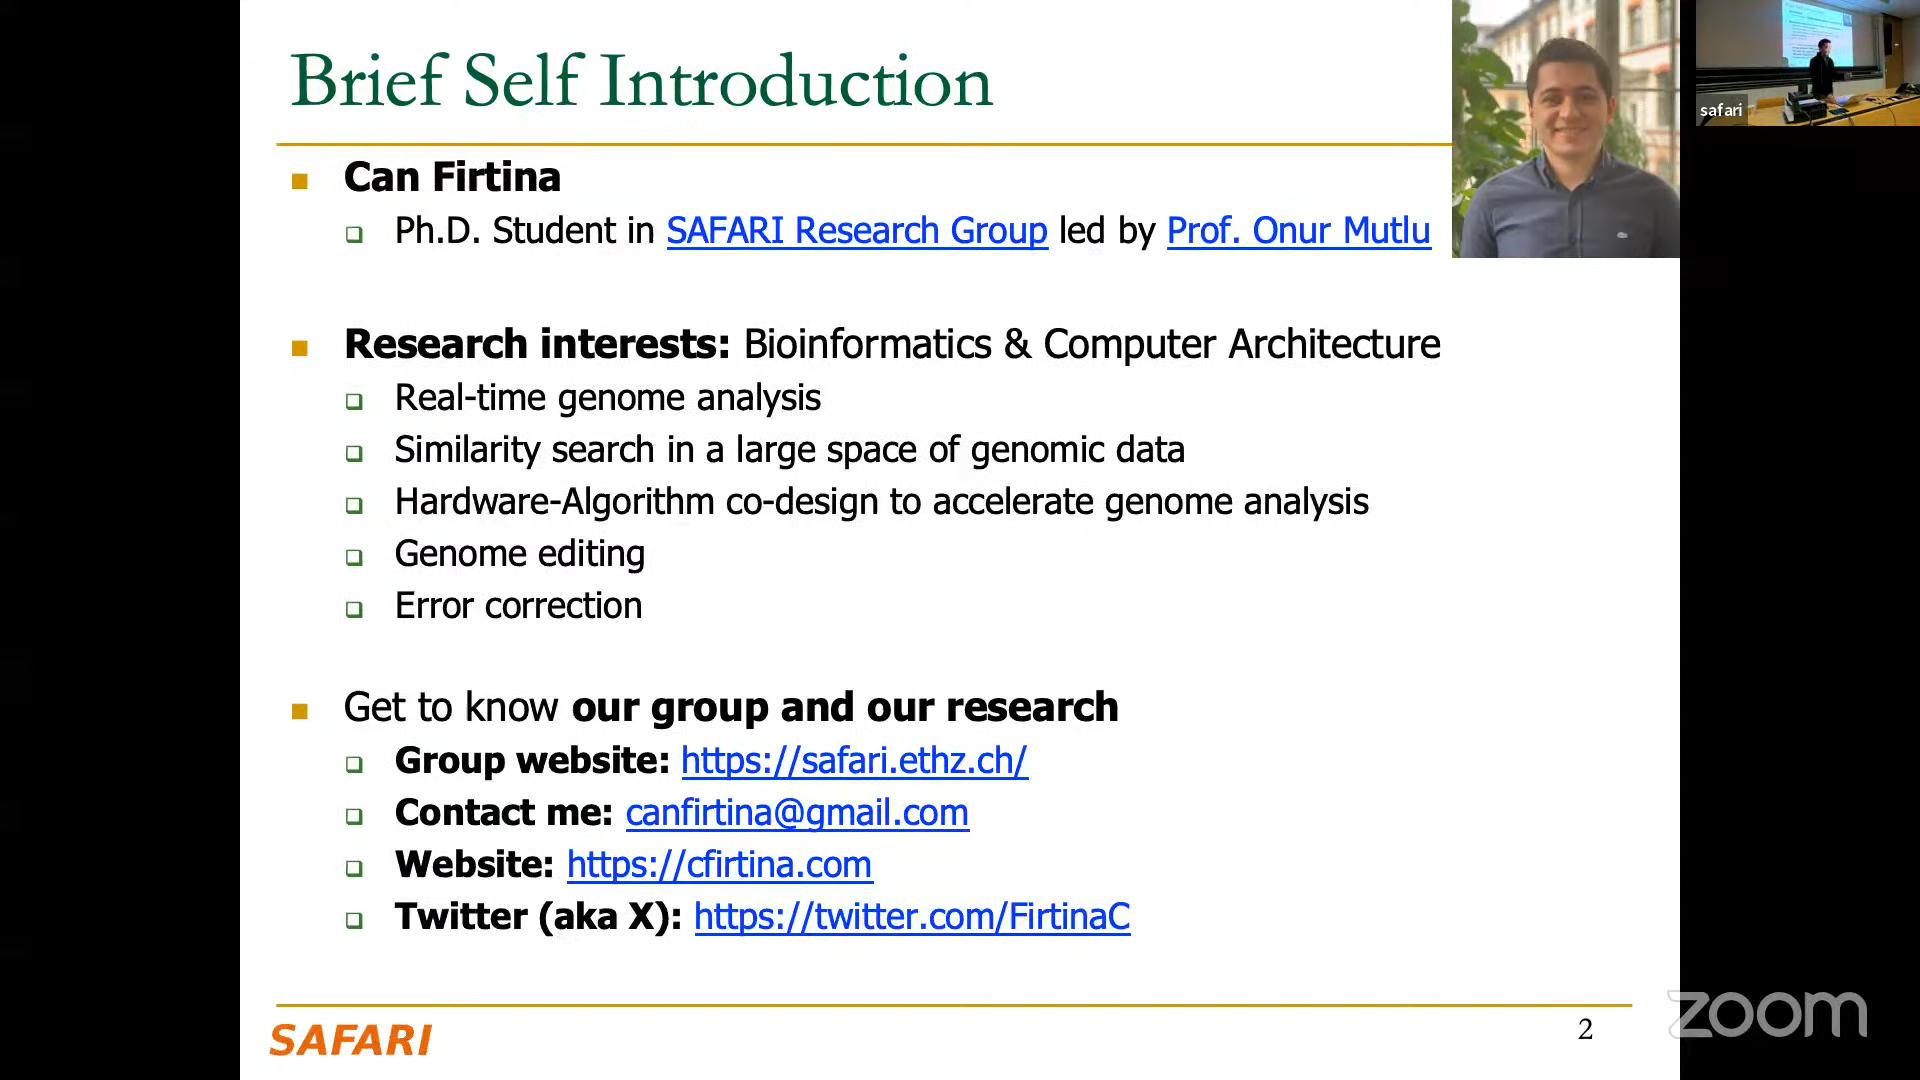 Brief Self Introduction
safari
Can Firtina
Ph.D. Student in SAFARI Research Group led by Prof. Onur Mutlu
Research interests: Bioinformatics & Computer Architecture
Real-time genome analysis
Similarity search in a large space of genomic data
Hardware-Algorithm co-design to accelerate genome analysis
Genome editing
Error correction
Get to know our group and our research
Group website: https://safari.ethz.ch/
Contact me: canfirtina@gmail.com
Website: https://cfirtina.com
Twitter (aka X): https://twitter.com/FirtinaC
SAFARI
2
zoom